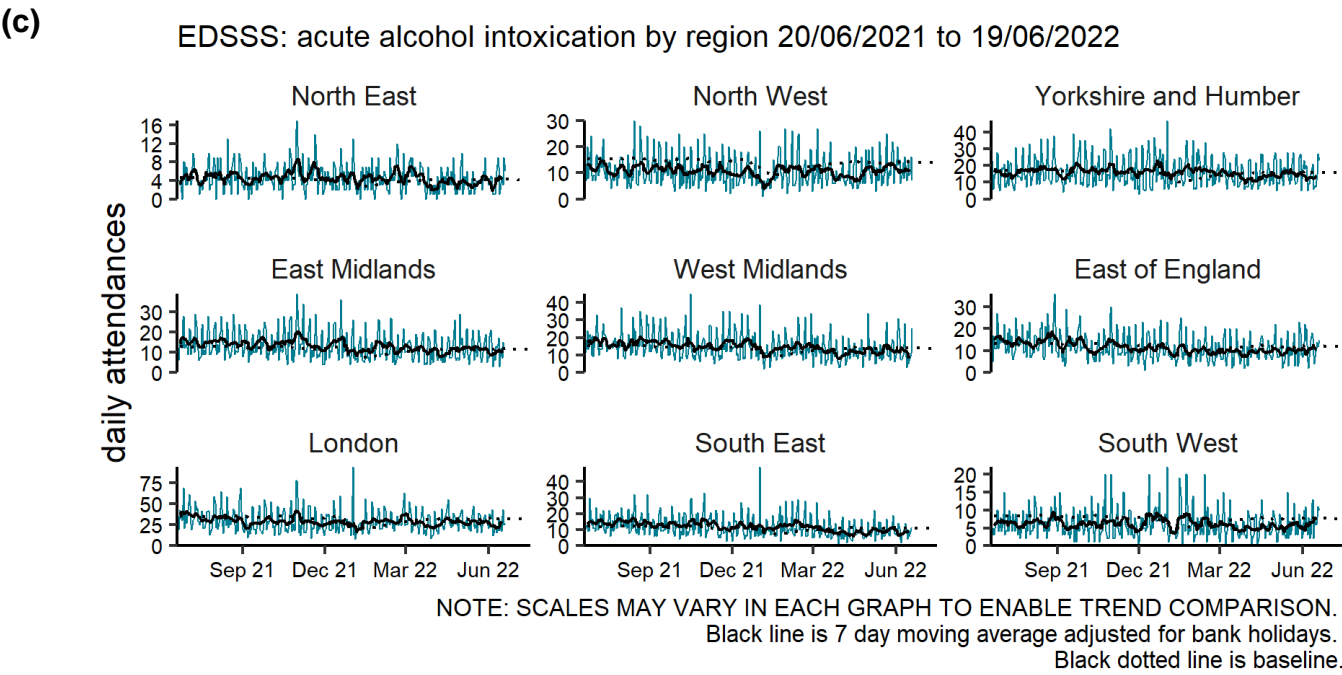 (c)
EDSSS: acute alcohol intoxication by region 20/06/2021 to 19/06/2022
North East
North West
Yorkshire and Humber
16
12
8
4
0
30
20
10
0
40
30
20
10
0
daily attendances
East Midlands
West Midlands
East of England
30
20
10
0
40
30
20
10
0
30
20
10
0
London
South East
South West
75
50
25
0
40
30
20
10
0
20
15
10
5
0
Sep 21 Dec 21 Mar 22 Jun 22
Sep 21 Dec 21 Mar 22 Jun 22
Sep 21 Dec 21 Mar 22 Jun 22
NOTE: SCALES MAY VARY IN EACH GRAPH TO ENABLE TREND COMPARISON.
Black line is 7 day moving average adjusted for bank holidays.
Black dotted line is baseline.